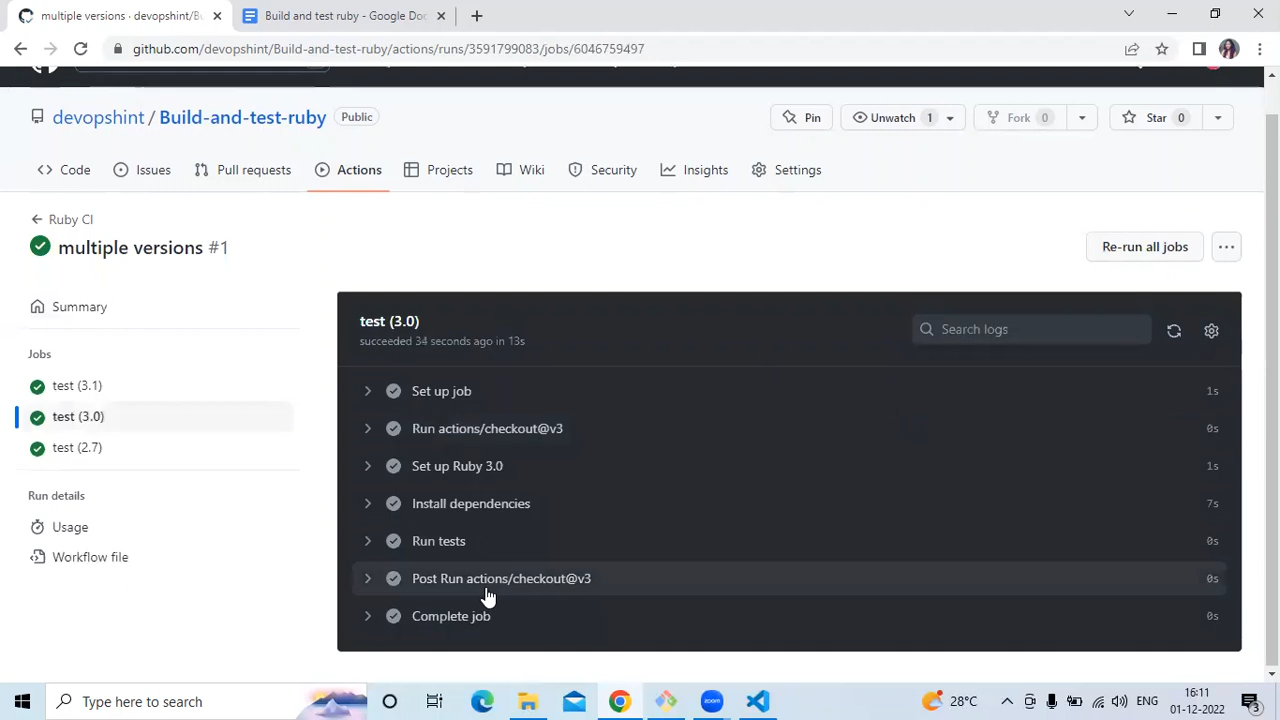 multiple versions · devopshint/Bu
Build and test ruby - Google Doc
github.com/devopshint/Build-and-test-ruby/actions/runs/3591799083/jobs/6046759497
devopshint / Build-and-test-ruby Public
Pin
Unwatch 1
Fork 0
Star 0
Code
Issues
Pull requests
Actions
Projects
Wiki
Security
Insights
Settings
Ruby CI
multiple versions #1
Re-run all jobs
Summary
Jobs
test (3.1)
test (3.0)
test (2.7)
Run details
Usage
Workflow file
test (3.0)
succeeded 34 seconds ago in 13s
Search logs
Set up job 1s
Run actions/checkout@v3 0s
Set up Ruby 3.0 1s
Install dependencies 7s
Run tests 0s
Post Run actions/checkout@v3 0s
Complete job 0s
Type here to search
zoom
28°C
ENG
16:11
01-12-2022
3